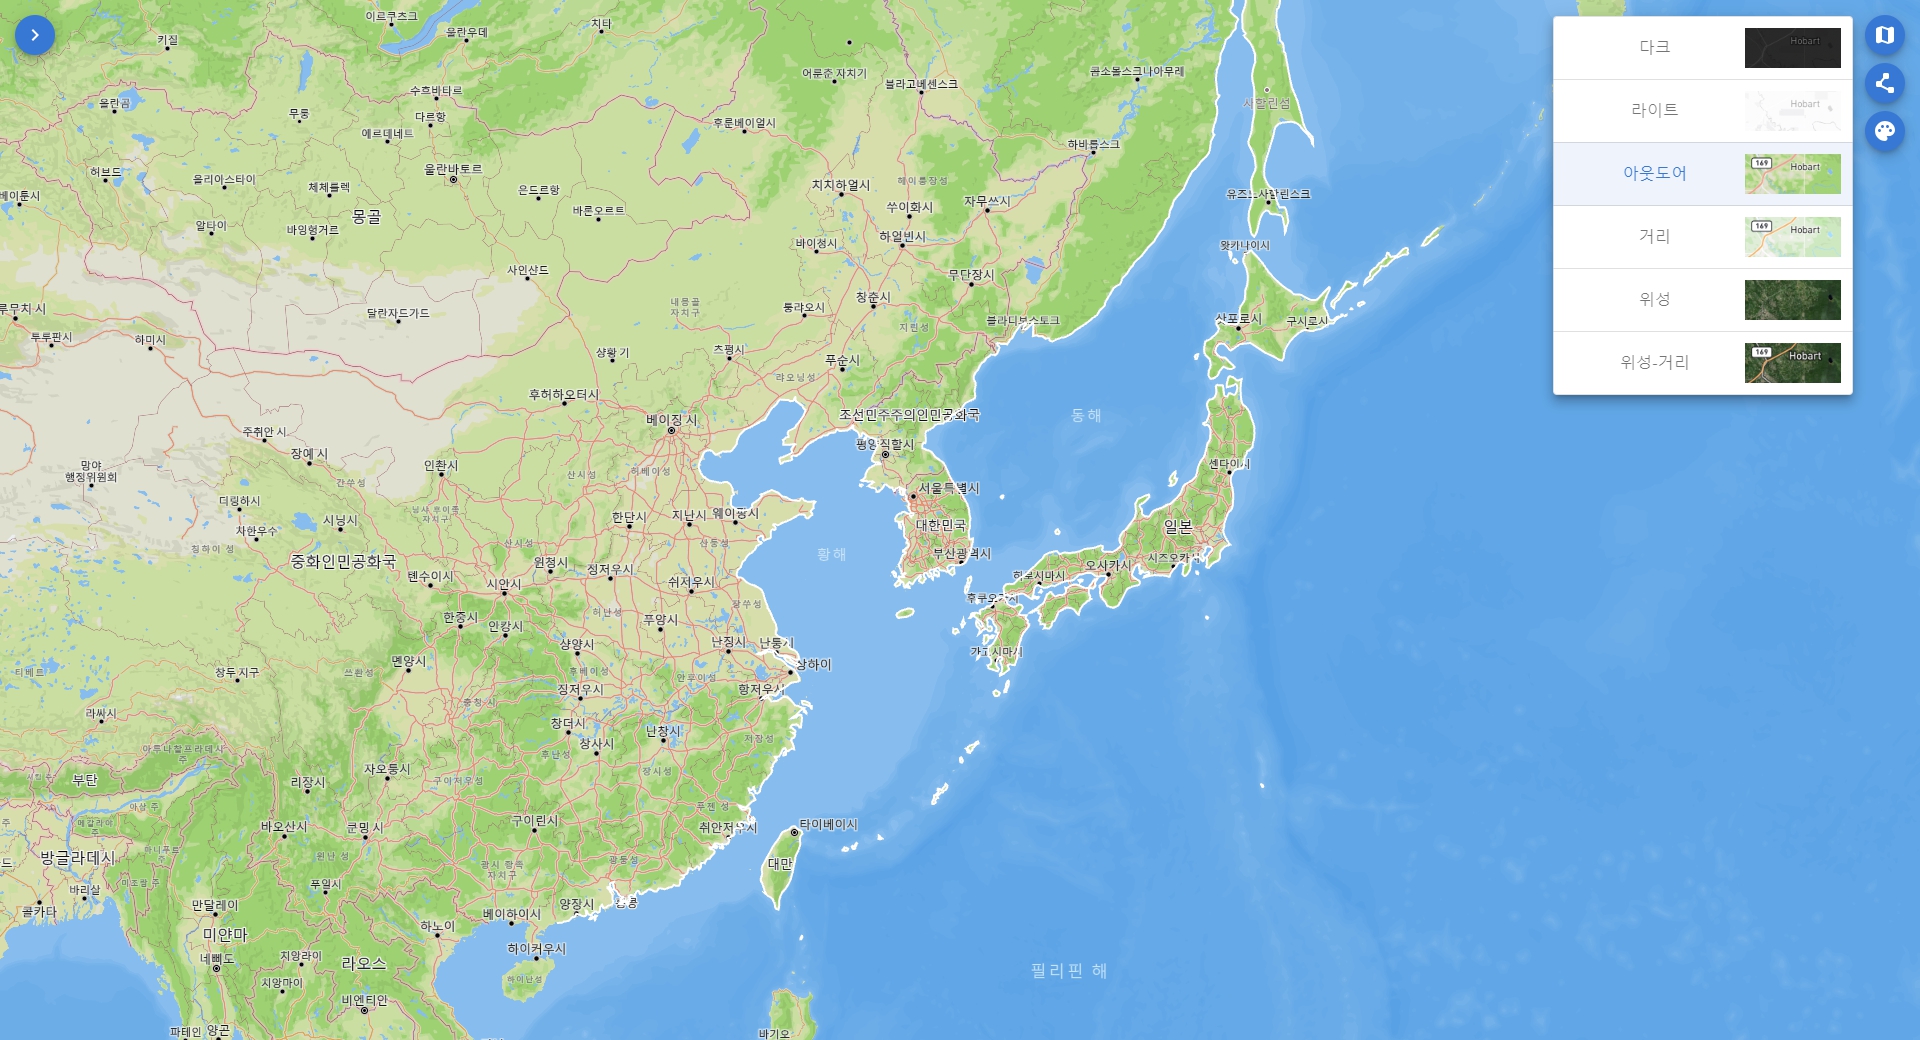 이르쿠츠크
치타
키질
울란우데
어룬춘 자치기
콤소몰스크나아무레
블라고베셴스크
수흐바타르
울란곰
사할린섬
무룽
다르항
후룬베이얼시
에르데네트
하바롭스크
허브드
울란바토르
울리아스타이
체체를렉
은드르항
치치하얼시
헤이룽장성
베이툰시
유즈노사할린스크
자무쓰시
쑤이화시
바룬오르트
몽골
알타이
바잉헝거르
하얼빈시
바이청시
왓카나이시
사인샨드
무단장시
창춘시
네몽골
자치구
퉁랴오시
루무치 시
달란자드가드
지린성
블라디보스토크
삿포로시
구시로시
투루판시
하미시
샹황 기
츠펑시
푸순시
랴오닝성
후허하오터시
조선민주주의인민공화국
동해
베이징 시
주취안 시
평양직할시
장예 시
인촨시
망야
행정위원회
간쑤성
산시성
허베이성
센다이시
서울특별시
더링하시
닝샤 후이족
자치구
시닝시
한단시
지난시
웨이팡시
대한민국
일본
차한우수
칭하이 성
산시성
산둥성
황해
부산광역시
중화인민공화국
톈수이시
원청시
정저우시
시즈오카시
오사카시
히로시마시
시안시
쉬저우시
후쿠오카시
허난성
장쑤성
한중시
안캉시
푸양시
샹양시
난징시
난퉁시
가고시마시
몐양시
상하이
티베트
창두 지구
쓰촨성
후베이성
안후이성
징저우시
항저우시
충칭 시
라싸시
창더시
난창시
저장성
아루나찰프라데시
주
창사시
후난성
시킴 주
부탄
리장시
자오퉁시
구이저우성
장시성
아삼 주
메갈라야
주
푸젠 성
바오산시
쿤밍 시
구이린시
취안저우시
타이베이시
마니푸르
주
방글라데시
윈난 성
광시 좡족
자치구
광둥성
대만
미조람 주
푸얼시
바리살
콜카타
만달레이
하노이
베이하이시
양장시
홍콩
미얀마
네삐도
치앙라이
라오스
하이커우시
하이난성
치앙마이
필리핀 해
비엔티안
파테인
양곤
바기오
다크
Hobart
라이트
Hobart
아웃도어
169
Hobart
거리
169
Hobart
위성
위성-거리
169
Hobart